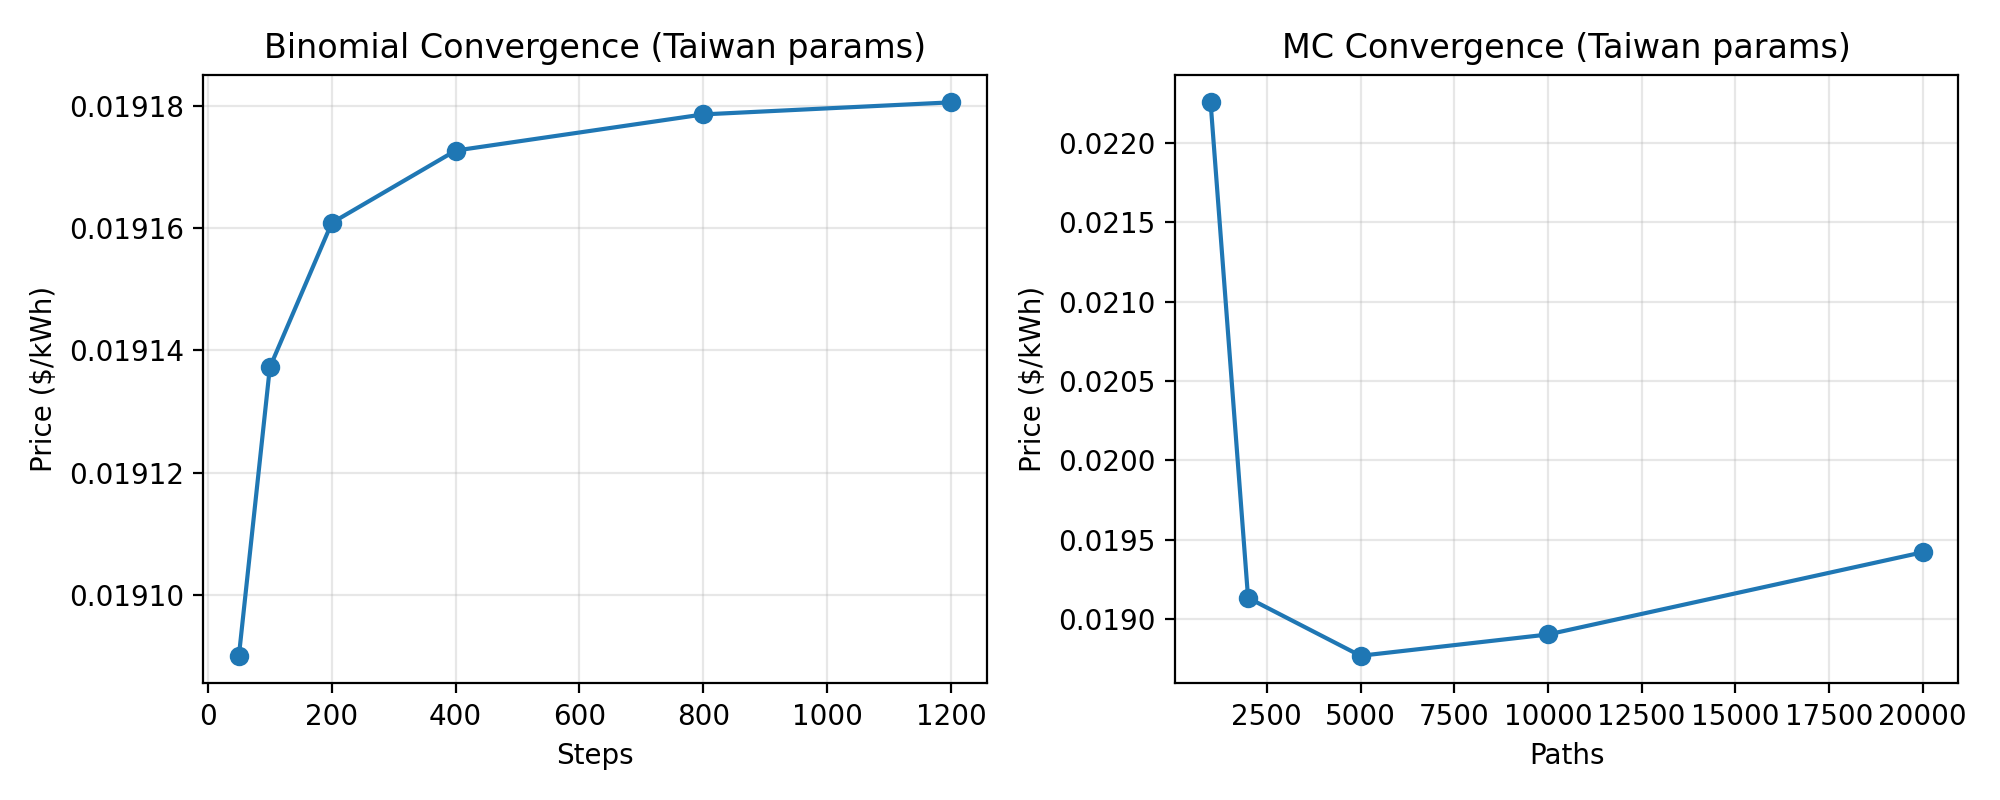 Binomial Convergence (Taiwan params)
Price ($/kWh)
0.01918
0.01916
0.01914
0.01912
0.01910
0 200 400 600 800 1000 1200
Steps
MC Convergence (Taiwan params)
Price ($/kWh)
0.0220
0.0215
0.0210
0.0205
0.0200
0.0195
0.0190
2500 5000 7500 10000 12500 15000 17500 20000
Paths